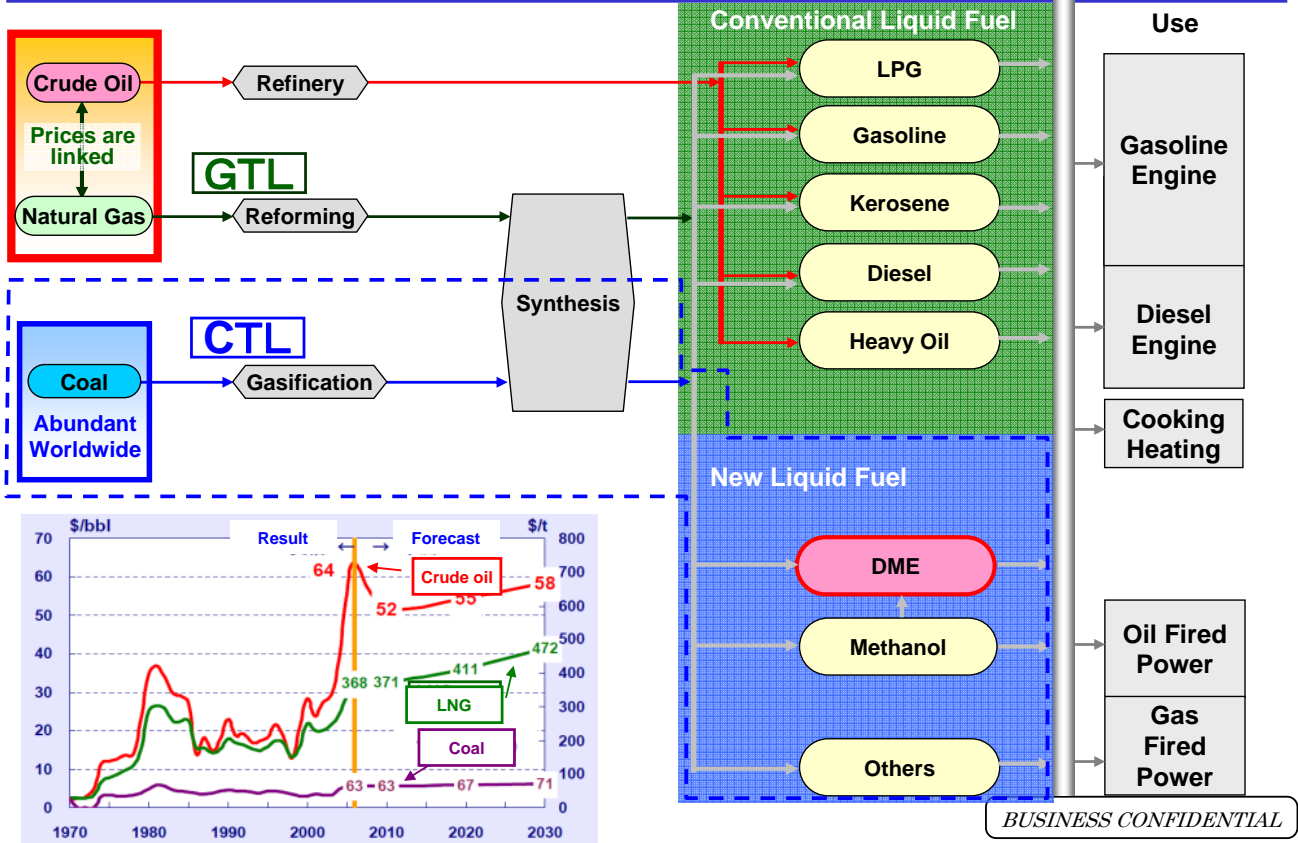 Conventional Liquid Fuel
Use
Crude Oil
Refinery
LPG
Prices are
linked
GTL
Gasoline
Gasoline
Engine
Natural Gas
Reforming
Kerosene
Synthesis
Diesel
CTL
Heavy Oil
Diesel
Engine
Coal
Gasification
Abundant
Worldwide
Cooking
Heating
New Liquid Fuel
DME
Methanol
Oil Fired
Power
Others
Gas
Fired
Power
$/bbl
$/t
Result
Forecast
70
60
50
40
30
20
10
0
800
700
600
500
400
300
200
100
0
64
Crude oil
52
55
58
368
371
411
472
LNG
Coal
63
63
67
71
1970
1980
1990
2000
2010
2020
2030
BUSINESS CONFIDENTIAL